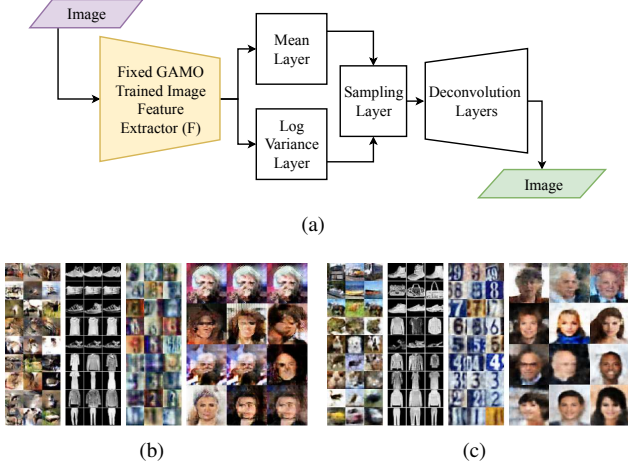 Image
Fixed GAMO
Trained Image
Feature
Extractor (F)
Mean
Layer
Log
Variance
Layer
Sampling
Layer
Deconvolution
Layers
Image
(a)
(b)
(c)